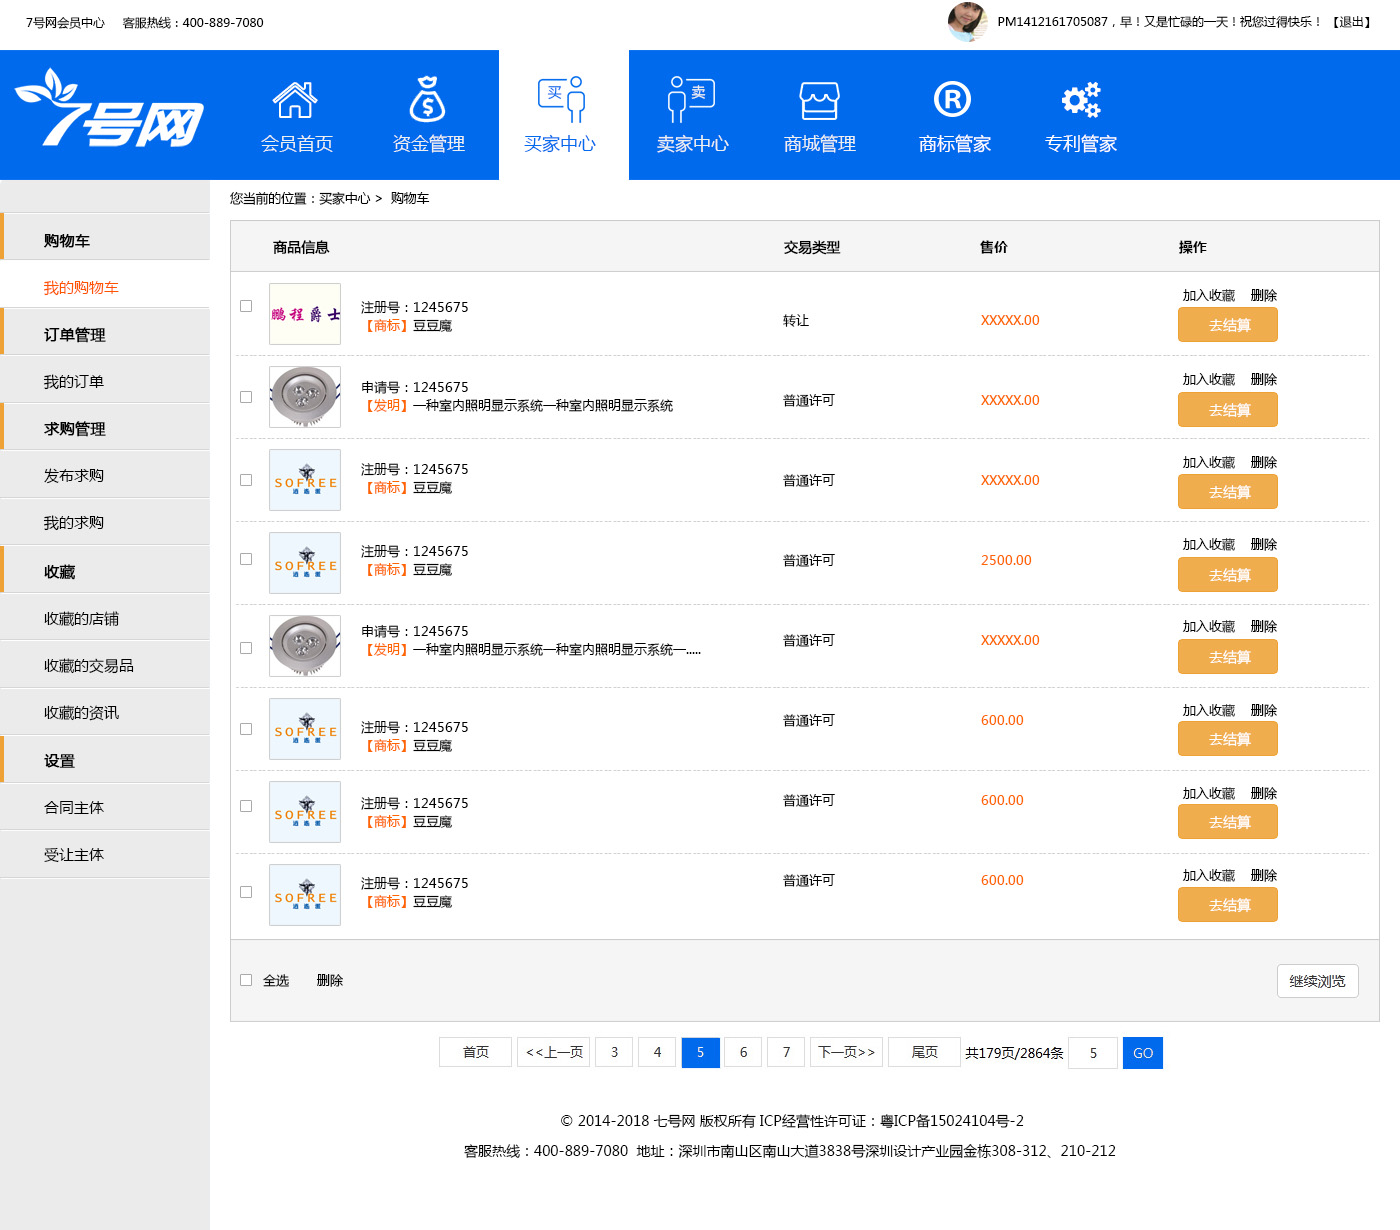 7号网会员中心 客服热线：400-889-7080
PM1412161705087，早！又是忙碌的一天！祝您过得快乐！【退出】
7号网
会员首页 资金管理 买 买家中心 卖 卖家中心 商城管理 R 商标管家 专利管家
您当前的位置：买家中心 > 购物车
购物车
我的购物车
订单管理
我的订单
求购管理
发布求购
我的求购
收藏
收藏的店铺
收藏的交易品
收藏的资讯
设置
合同主体
受让主体
商品信息 交易类型 售价 操作
鹏程爵士
注册号：1245675
【商标】豆豆魔
转让 XXXXX.00
加入收藏 删除
去结算
申请号：1245675
【发明】一种室内照明显示系统一种室内照明显示系统
普通许可 XXXXX.00
加入收藏 删除
去结算
SOFREE
注册号：1245675
【商标】豆豆魔
普通许可 XXXXX.00
加入收藏 删除
去结算
SOFREE
注册号：1245675
【商标】豆豆魔
普通许可 2500.00
加入收藏 删除
去结算
申请号：1245675
【发明】一种室内照明显示系统一种室内照明显示系统一.....
普通许可 XXXXX.00
加入收藏 删除
去结算
SOFREE
注册号：1245675
【商标】豆豆魔
普通许可 600.00
加入收藏 删除
去结算
SOFREE
注册号：1245675
【商标】豆豆魔
普通许可 600.00
加入收藏 删除
去结算
SOFREE
注册号：1245675
【商标】豆豆魔
普通许可 600.00
加入收藏 删除
去结算
全选 删除 继续浏览
首页 <<上一页 3 4 5 6 7 下一页>> 尾页 共179页/2864条 5 GO
© 2014-2018 七号网 版权所有 ICP经营性许可证：粤ICP备15024104号-2
客服热线：400-889-7080 地址：深圳市南山区南山大道3838号深圳设计产业园金栋308-312、210-212